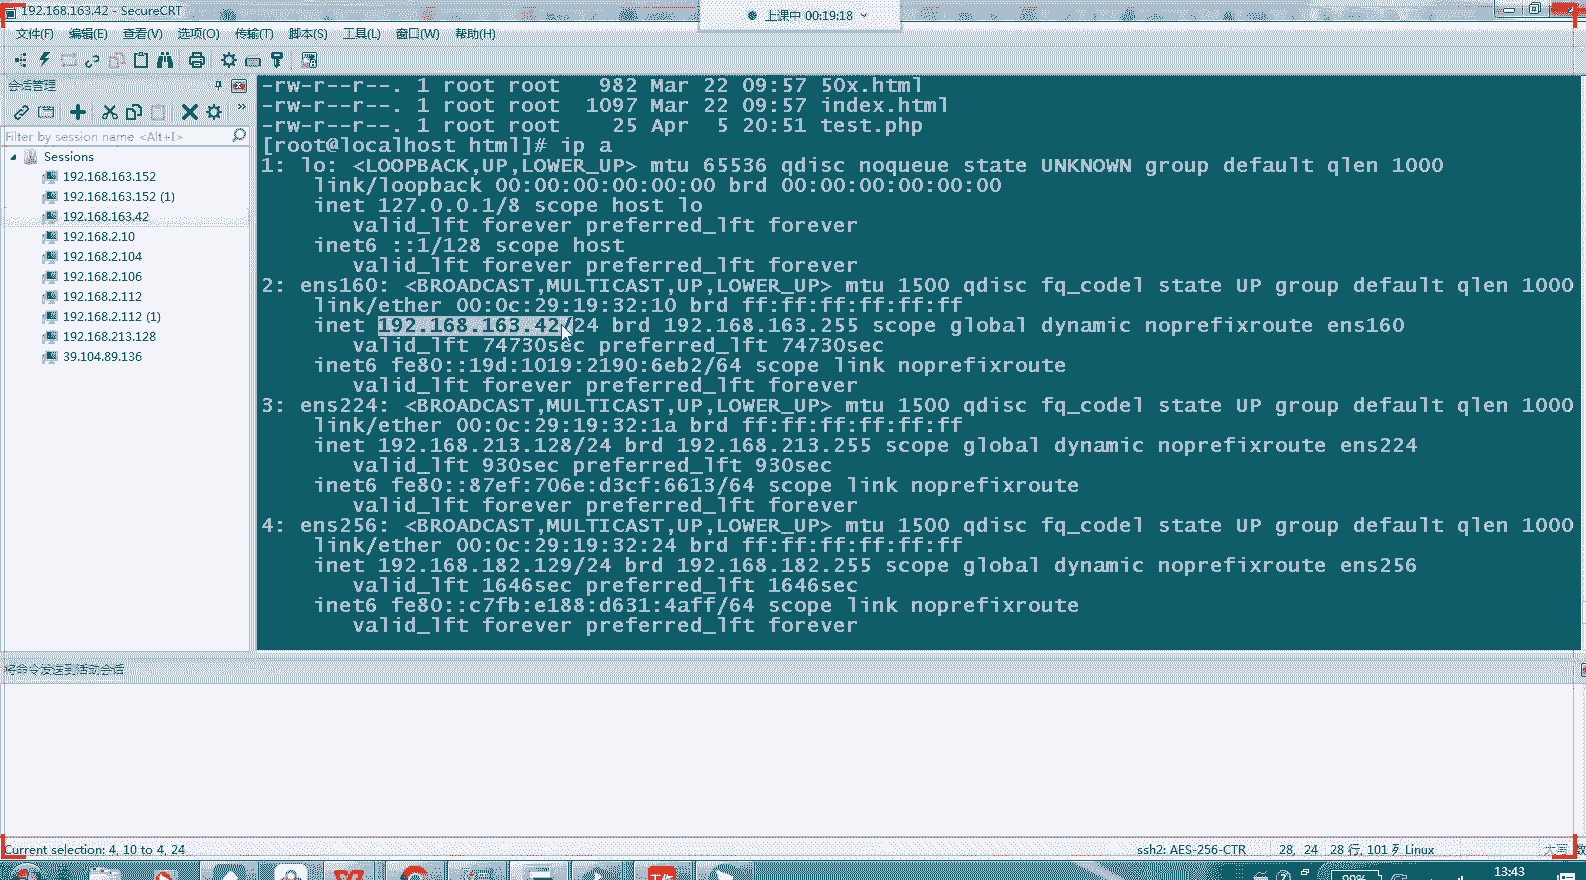 192.168.163.42 - SecureCRT
上课中 00:19:18
文件(F) 编辑(E) 查看(V) 选项(O) 传输(T) 脚本(S) 工具(L) 窗口(W) 帮助(H)
会话管理
Filter by session name <Alt+I>
Sessions
192.168.163.152
192.168.163.152 (1)
192.168.163.42
192.168.2.10
192.168.2.104
192.168.2.106
192.168.2.112
192.168.2.112 (1)
192.168.213.128
39.104.89.136
-rw-r--r--. 1 root root   982 Mar 22 09:57 50x.html
-rw-r--r--. 1 root root  1097 Mar 22 09:57 index.html
-rw-r--r--. 1 root root    25 Apr  5 20:51 test.php
[root@localhost html]# ip a
1: lo: <LOOPBACK,UP,LOWER_UP> mtu 65536 qdisc noqueue state UNKNOWN group default qlen 1000
    link/loopback 00:00:00:00:00:00 brd 00:00:00:00:00:00
    inet 127.0.0.1/8 scope host lo
       valid_lft forever preferred_lft forever
    inet6 ::1/128 scope host
       valid_lft forever preferred_lft forever
2: ens160: <BROADCAST,MULTICAST,UP,LOWER_UP> mtu 1500 qdisc fq_codel state UP group default qlen 1000
    link/ether 00:0c:29:19:32:10 brd ff:ff:ff:ff:ff:ff
    inet 192.168.163.42/24 brd 192.168.163.255 scope global dynamic noprefixroute ens160
       valid_lft 74730sec preferred_lft 74730sec
    inet6 fe80::19d:1019:2190:6eb2/64 scope link noprefixroute
       valid_lft forever preferred_lft forever
3: ens224: <BROADCAST,MULTICAST,UP,LOWER_UP> mtu 1500 qdisc fq_codel state UP group default qlen 1000
    link/ether 00:0c:29:19:32:1a brd ff:ff:ff:ff:ff:ff
    inet 192.168.213.128/24 brd 192.168.213.255 scope global dynamic noprefixroute ens224
       valid_lft 930sec preferred_lft 930sec
    inet6 fe80::87ef:706e:d3cf:6613/64 scope link noprefixroute
       valid_lft forever preferred_lft forever
4: ens256: <BROADCAST,MULTICAST,UP,LOWER_UP> mtu 1500 qdisc fq_codel state UP group default qlen 1000
    link/ether 00:0c:29:19:32:24 brd ff:ff:ff:ff:ff:ff
    inet 192.168.182.129/24 brd 192.168.182.255 scope global dynamic noprefixroute ens256
       valid_lft 1646sec preferred_lft 1646sec
    inet6 fe80::c7fb:e188:d631:4aff/64 scope link noprefixroute
       valid_lft forever preferred_lft forever
将命令发送到活动会话
Current selection: 4, 10 to 4, 24
ssh2: AES-256-CTR 28, 24 28 行, 101 列 Linux 大写 数
99%
13:43